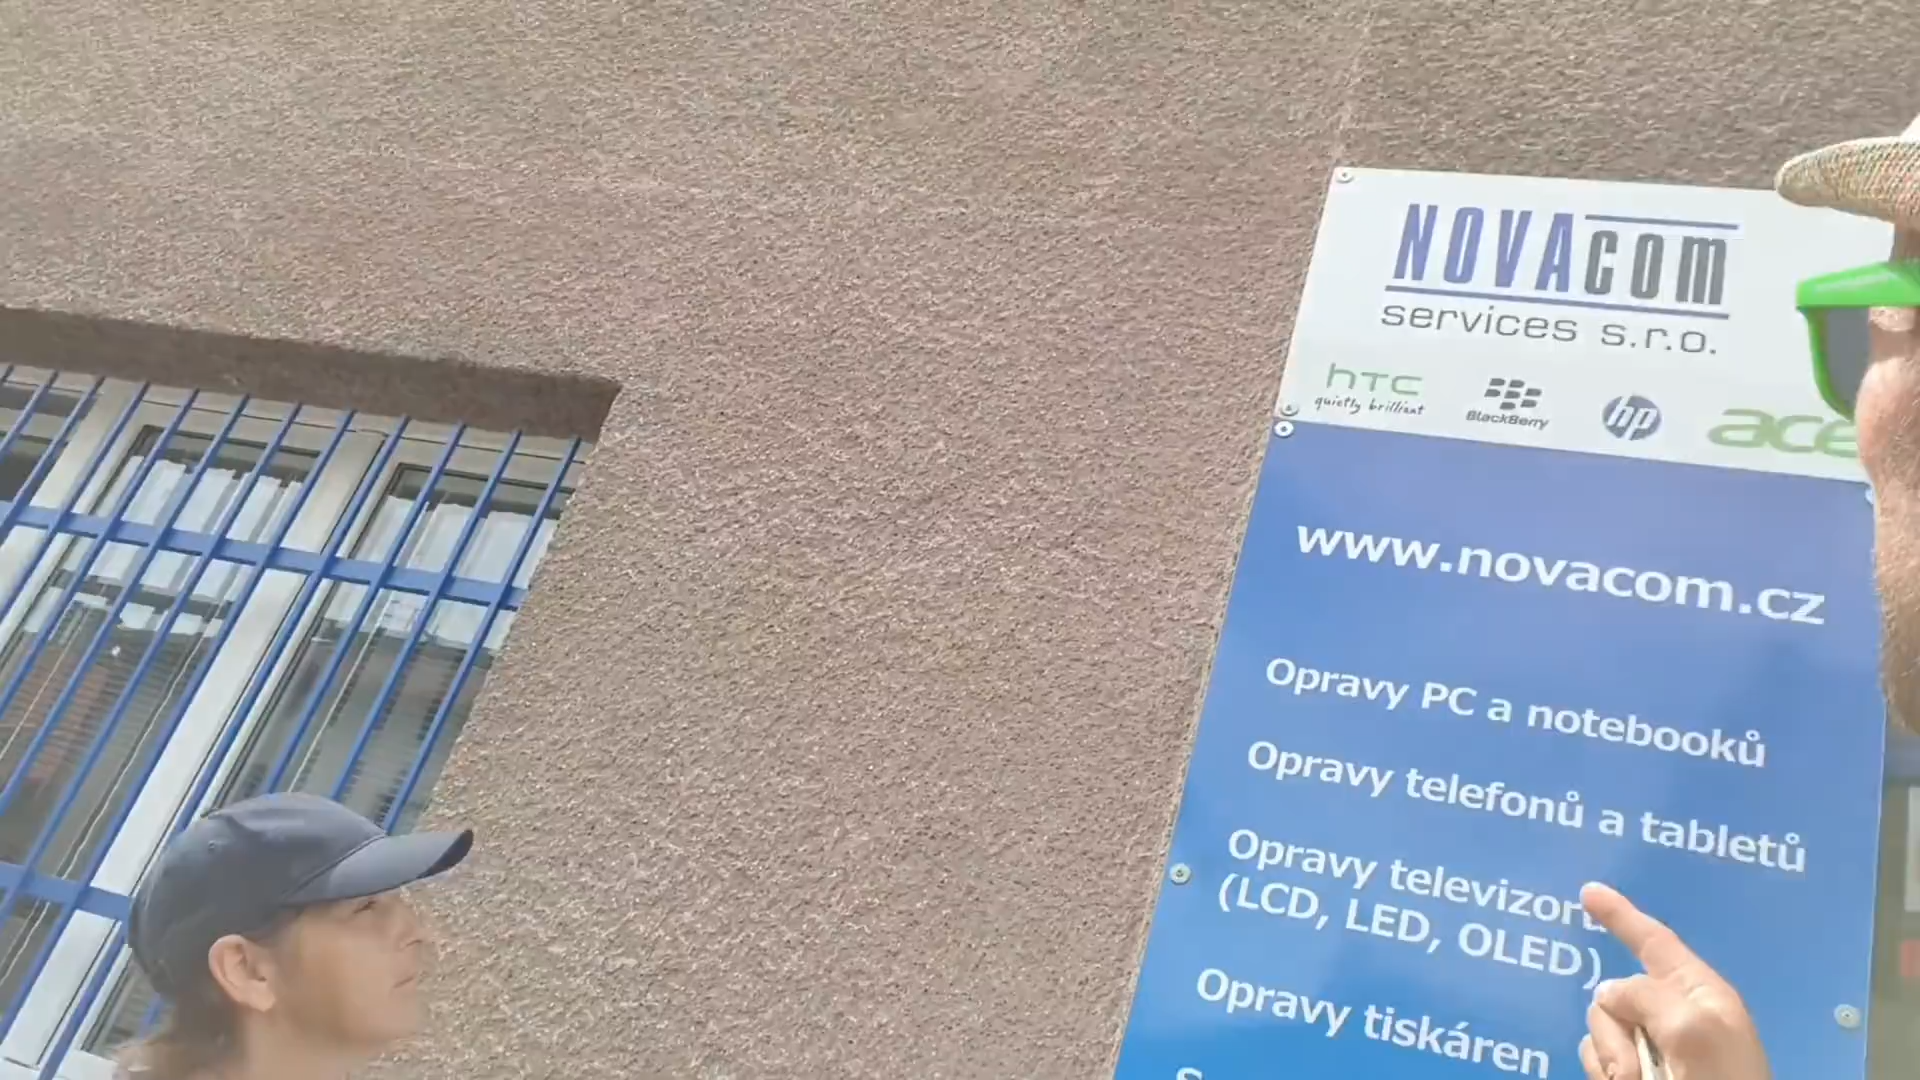 NOVAcom
services s.r.o.
htc
quietly brilliant
BlackBerry
hp
www.novacom.cz
Opravy PC a notebooků
Opravy telefonů a tabletů
Opravy televizorů
(LCD, LED, OLED)
Opravy tiskáren